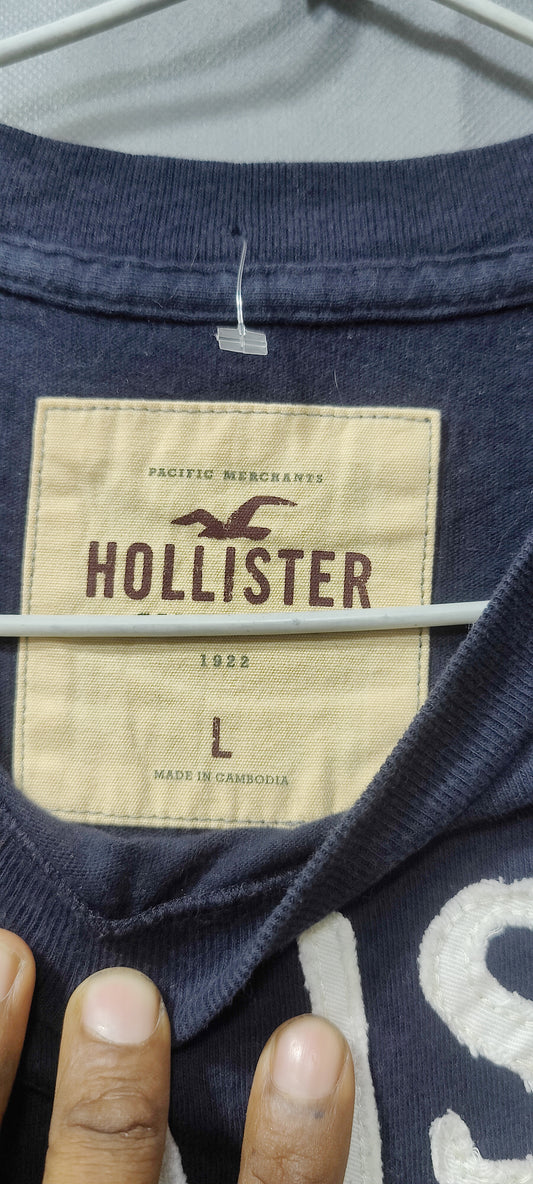 PACIFIC MERCHANTS
HOLLISTER
1922
L
MADE IN CAMBODIA
S